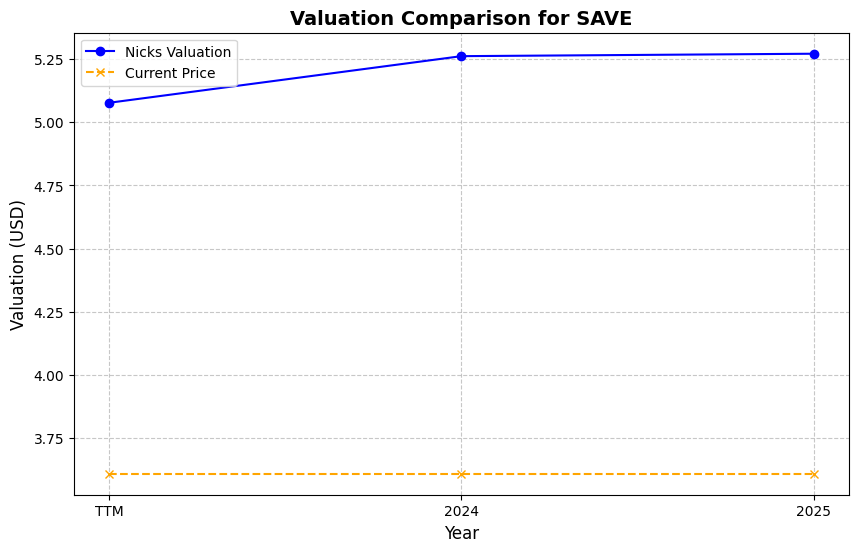 Valuation Comparison for SAVE
Nicks Valuation
Current Price
Valuation (USD)
5.25
5.00
4.75
4.50
4.25
4.00
3.75
TTM 2024 2025
Year